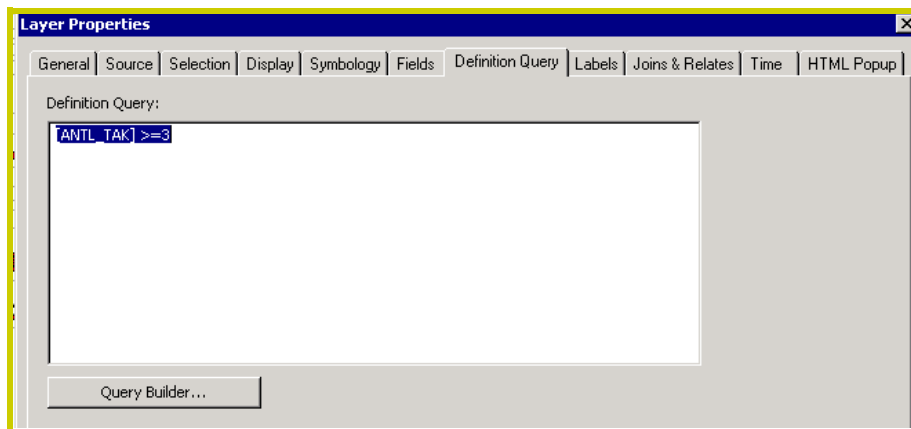 Layer Properties
General Source Selection Display Symbology Fields Definition Query Labels Joins & Relates Time HTML Popup
Definition Query:
[ANTL_TAK] >=3
Query Builder...